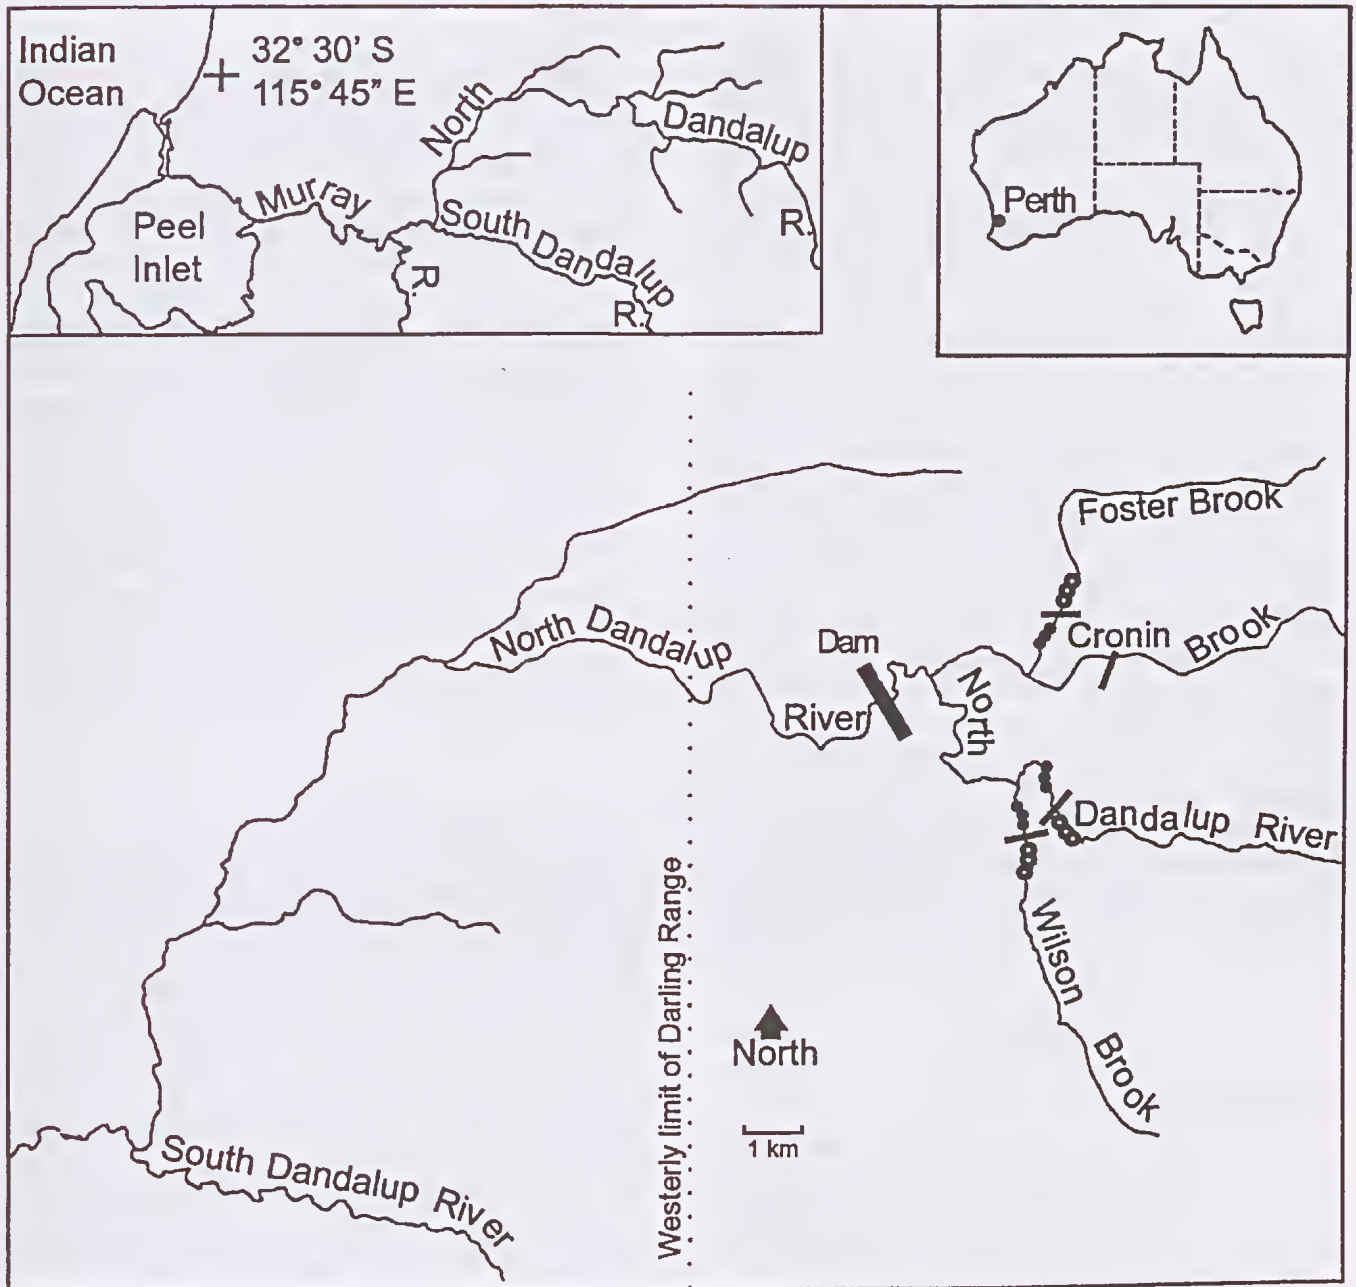 Indian
Ocean
32° 30' S
115° 45" E
North
Dandalup
R.
Murray
R.
South Dandalup
R.
Peel
Inlet
Perth
Foster Brook
Cronin Brook
North Dandalup
River
Dam
North
Dandalup River
Wilson
Brook
Westerly limit of Darling Range
North
1 km
South Dandalup River